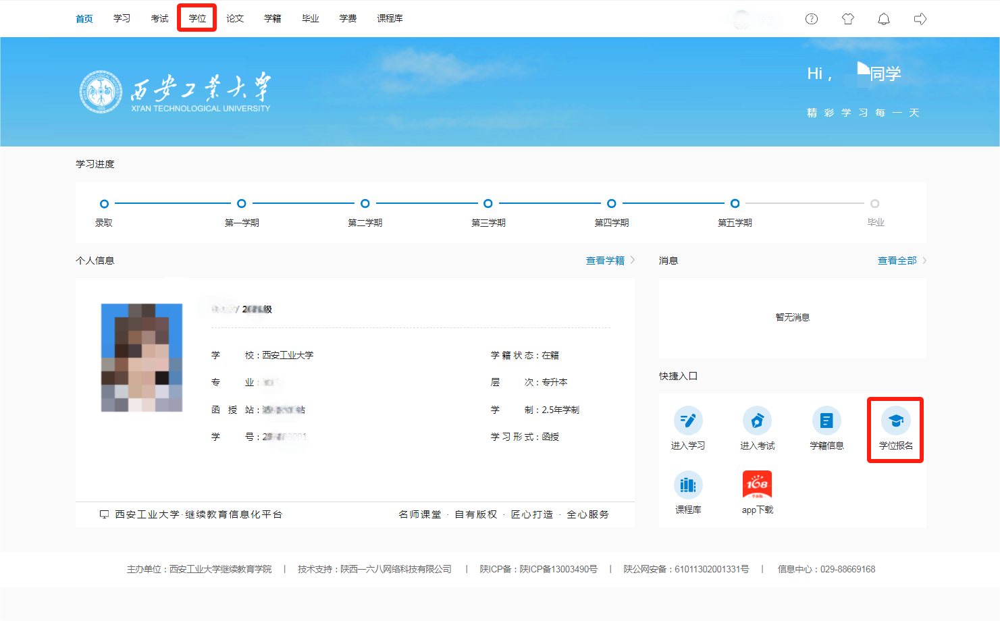 首页 学习 考试 学位 论文 学籍 毕业 学费 课程库
西安工业大学
XI'AN TECHNOLOGICAL UNIVERSITY
Hi , 同学
精彩学习每一天
学习进度
录取 第一学期 第二学期 第三学期 第四学期 第五学期 毕业
个人信息 查看学籍
消息 查看全部
级
暂无消息
学 校：西安工业大学 学籍状态：在籍
专 业： 层 次：专升本
函 授 站： 站 学 制：2.5年学制
学 号： 学习形式：函授
快捷入口
进入学习 进入考试 学籍信息 学位报名
168
课程库 app下载
西安工业大学·继续教育信息化平台 名师课堂 · 自有版权 · 匠心打造 · 全心服务
主办单位：西安工业大学继续教育学院 | 技术支持：陕西一六八网络科技有限公司 | 陕ICP备：陕ICP备13003490号 | 陕公网安备：61011302001331号 | 信息中心：029-88669168